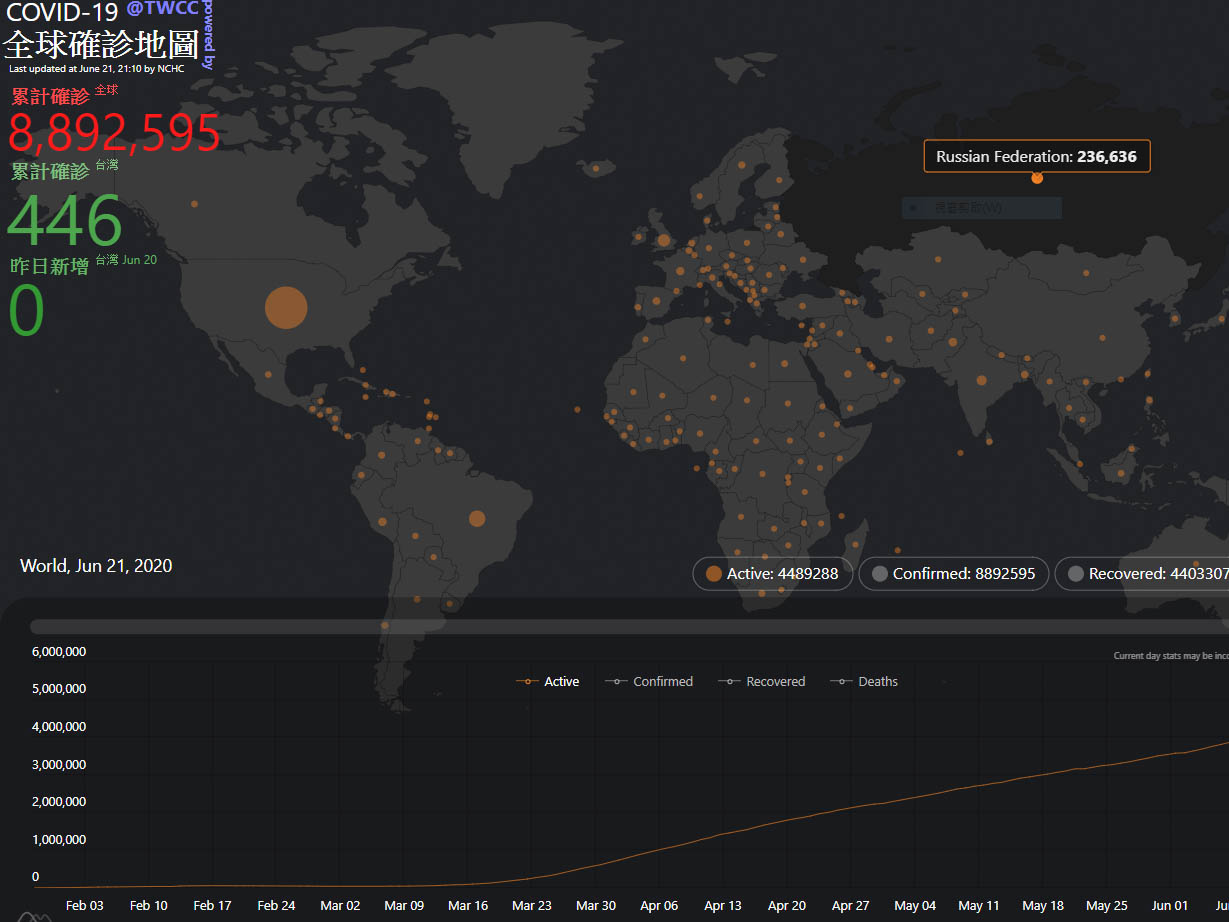 COVID-19 @TWCC powered by
全球確診地圖
Last updated at June 21, 21:10 by NCHC
累計確診 全球
8,892,595
累計確診 台灣
446
昨日新增 台灣 Jun 20
0
Russian Federation: 236,636
視窗剪取(W)
World, Jun 21, 2020
Active: 4489288
Confirmed: 8892595
Recovered: 4403307
Current day stats may be inc
Active
Confirmed
Recovered
Deaths
6,000,000
5,000,000
4,000,000
3,000,000
2,000,000
1,000,000
0
Feb 03 Feb 10 Feb 17 Feb 24 Mar 02 Mar 09 Mar 16 Mar 23 Mar 30 Apr 06 Apr 13 Apr 20 Apr 27 May 04 May 11 May 18 May 25 Jun 01 Ju